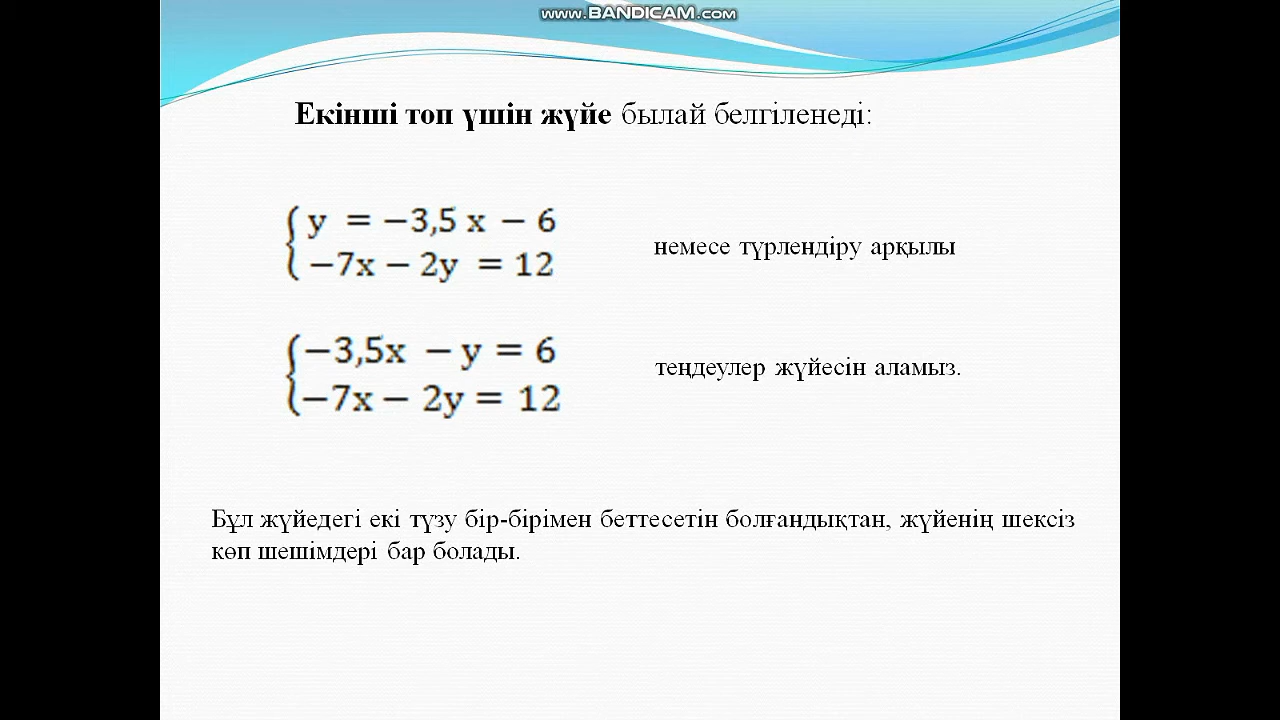 www.BANDICAM.com
Екінші топ үшін жүйе былай белгіленеді:
y = −3,5 x − 6
−7x − 2y = 12
немесе түрлендіру арқылы
−3,5x − y = 6
−7x − 2y = 12
теңдеулер жүйесін аламыз.
Бұл жүйедегі екі түзу бір-бірімен беттесетін болғандықтан, жүйенің шексіз
көп шешімдері бар болады.